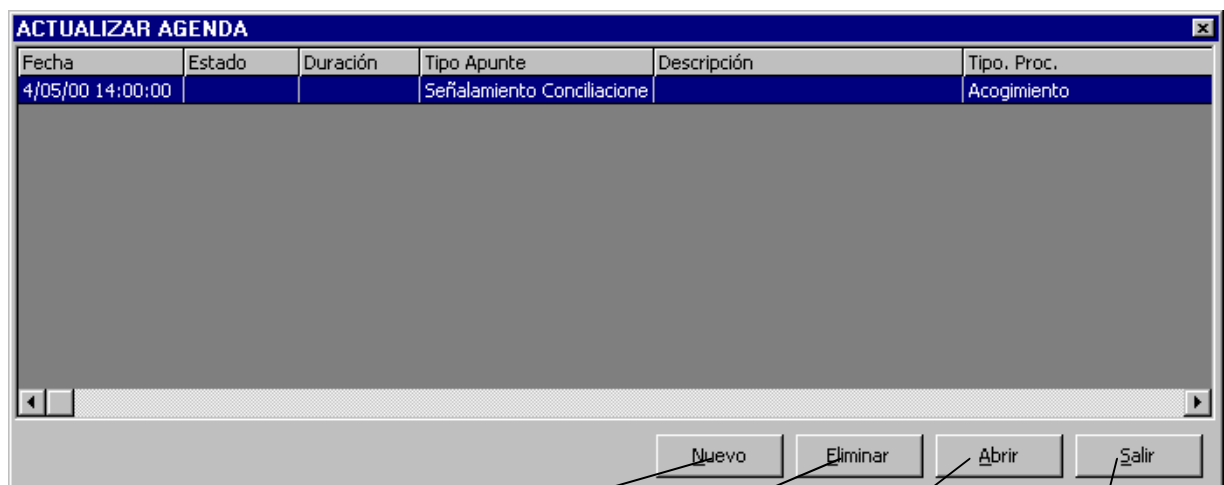 ACTUALIZAR AGENDA
Fecha Estado Duración Tipo Apunte Descripción Tipo. Proc.
4/05/00 14:00:00 Señalamiento Conciliacione Acogimiento
Nuevo Eliminar Abrir Salir